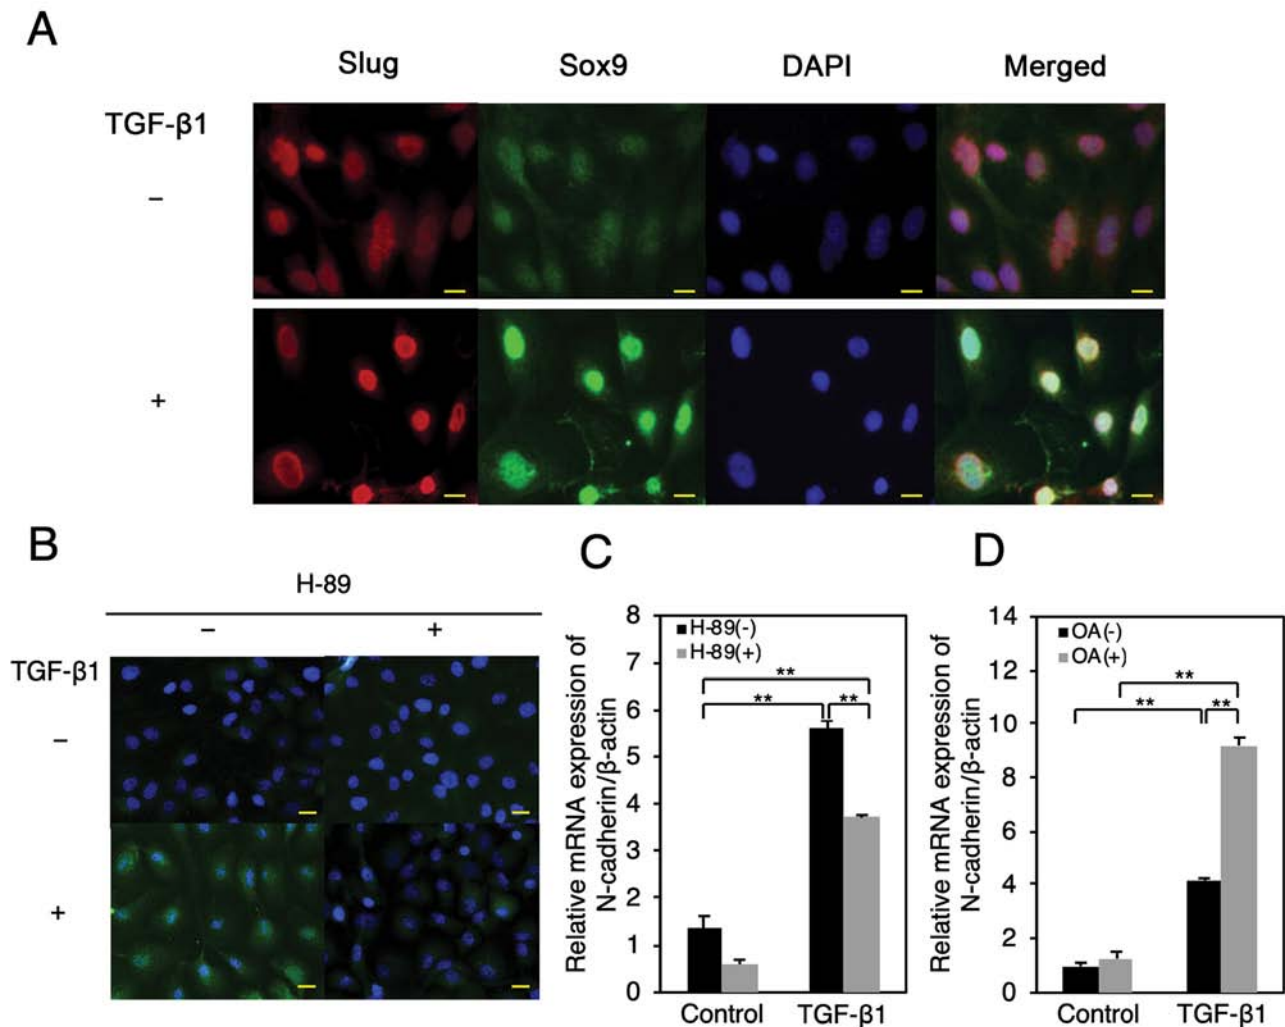 A
Slug Sox9 DAPI Merged
TGF-β1
−
+
B
H-89
− +
TGF-β1
−
+
C
Relative mRNA expression of
N-cadherin/β-actin
8
7
6
5
4
3
2
1
0
H-89(-)
H-89(+)
**
** **
Control TGF-β1
D
Relative mRNA expression of
N-cadherin/β-actin
14
12
10
8
6
4
2
0
OA(-)
OA(+)
**
** **
Control TGF-β1